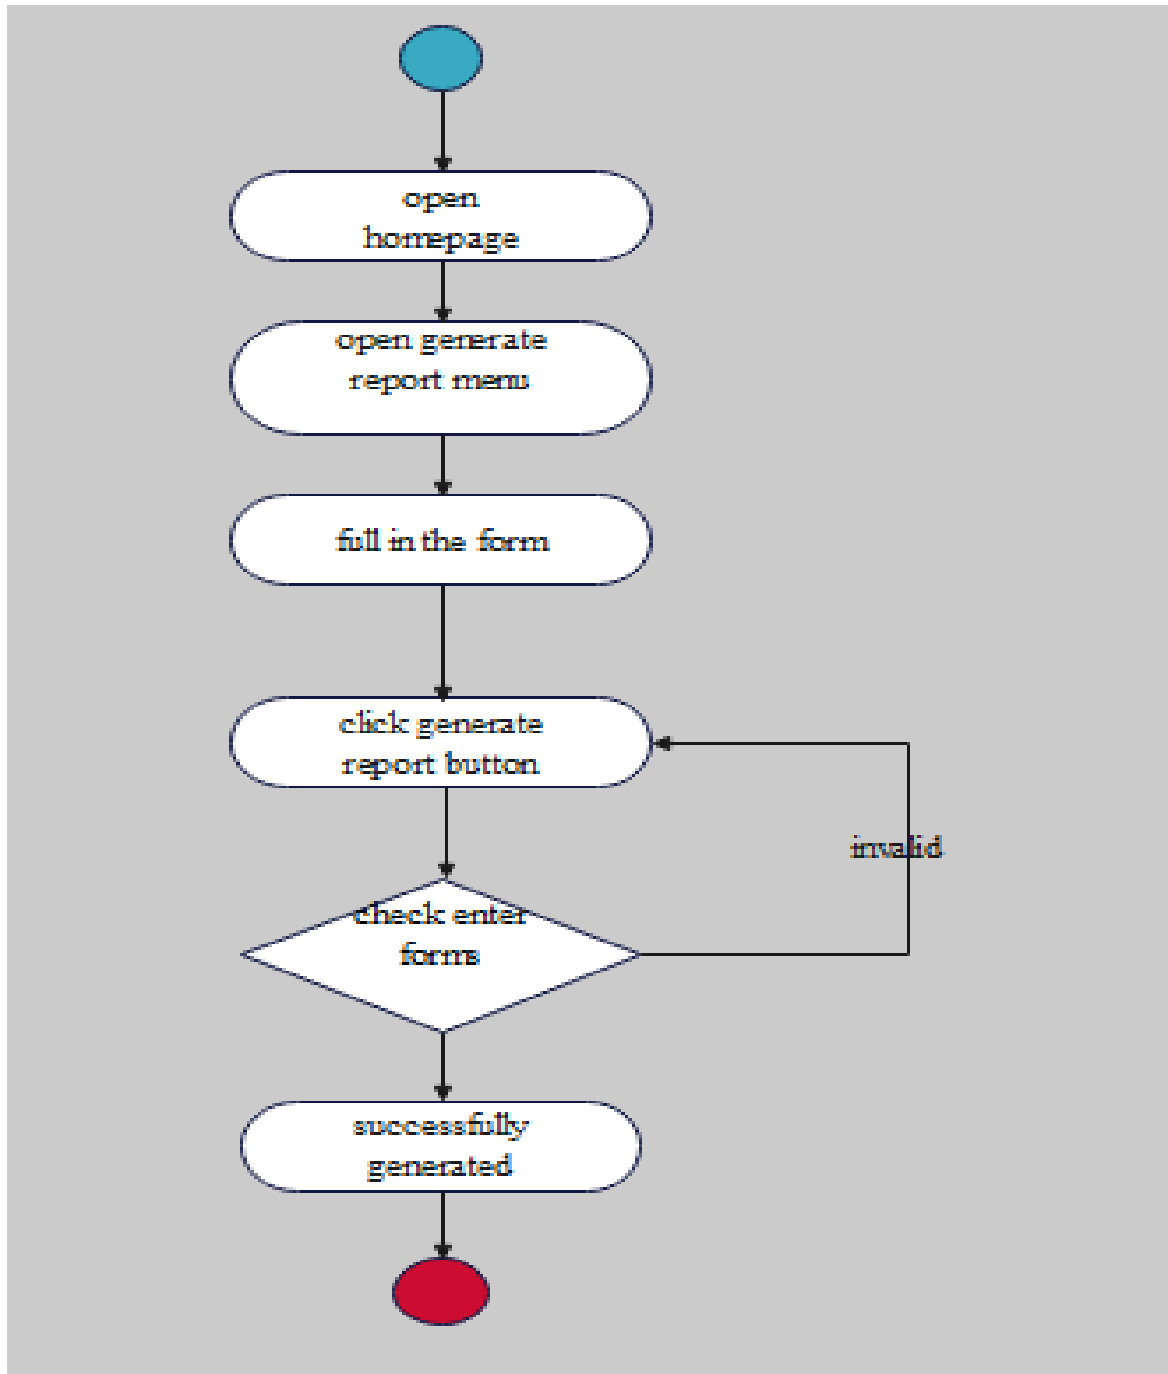 open
homepage
open generate
report menu
full in the form
click generate
report button
invalid
check enter
forms
successfully
generated